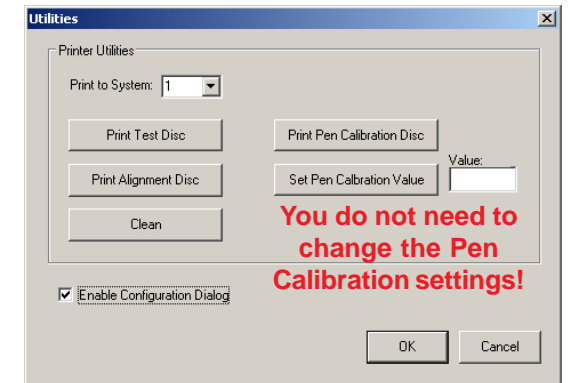 Utilities
Printer Utilities
Print to System: 1
Print Test Disc
Print Pen Calibration Disc
Value:
Print Alignment Disc
Set Pen Calbration Value
Clean
You do not need to
change the Pen
Calibration settings!
Enable Configuration Dialog
OK
Cancel